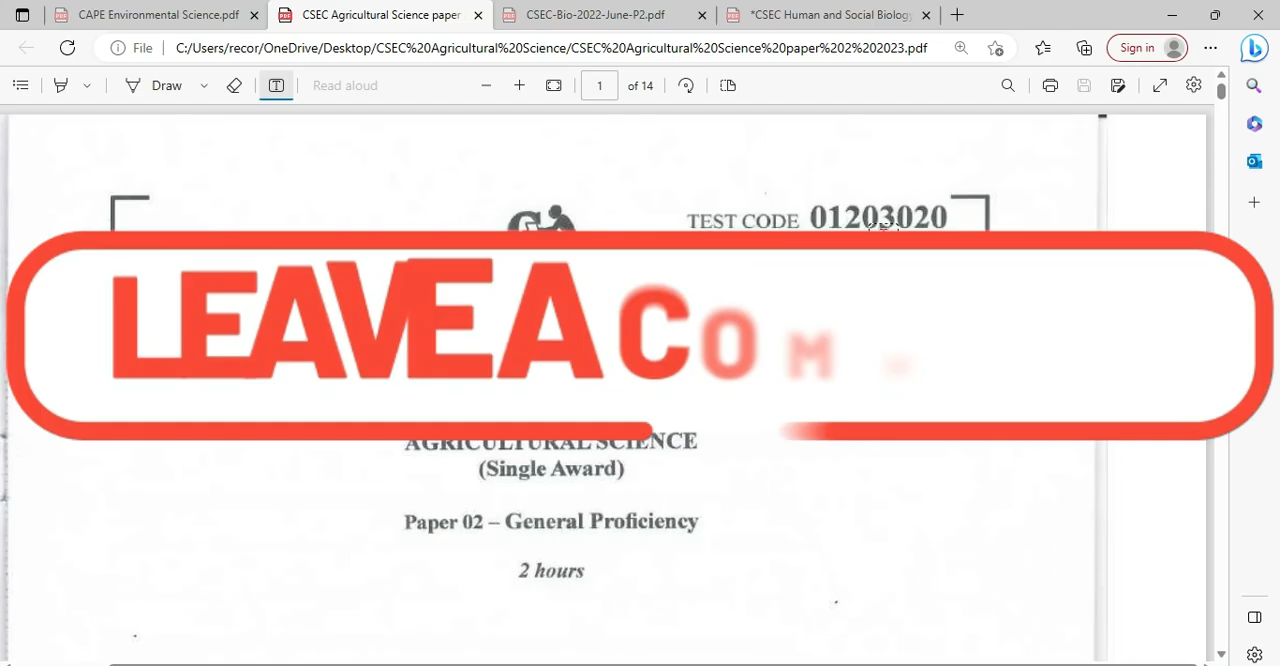 CAPE Environmental Science.pdf
CSEC Agricultural Science paper
CSEC-Bio-2022-June-P2.pdf
*CSEC Human and Social Biology
File
C:/Users/recor/OneDrive/Desktop/CSEC%20Agricultural%20Science/CSEC%20Agricultural%20Science%20paper%202%202023.pdf
Sign in
Draw
Read aloud
1
of 14
TEST CODE 01203020
LEAVE A COM
AGRICULTURAL SCIENCE
(Single Award)
Paper 02 – General Proficiency
2 hours